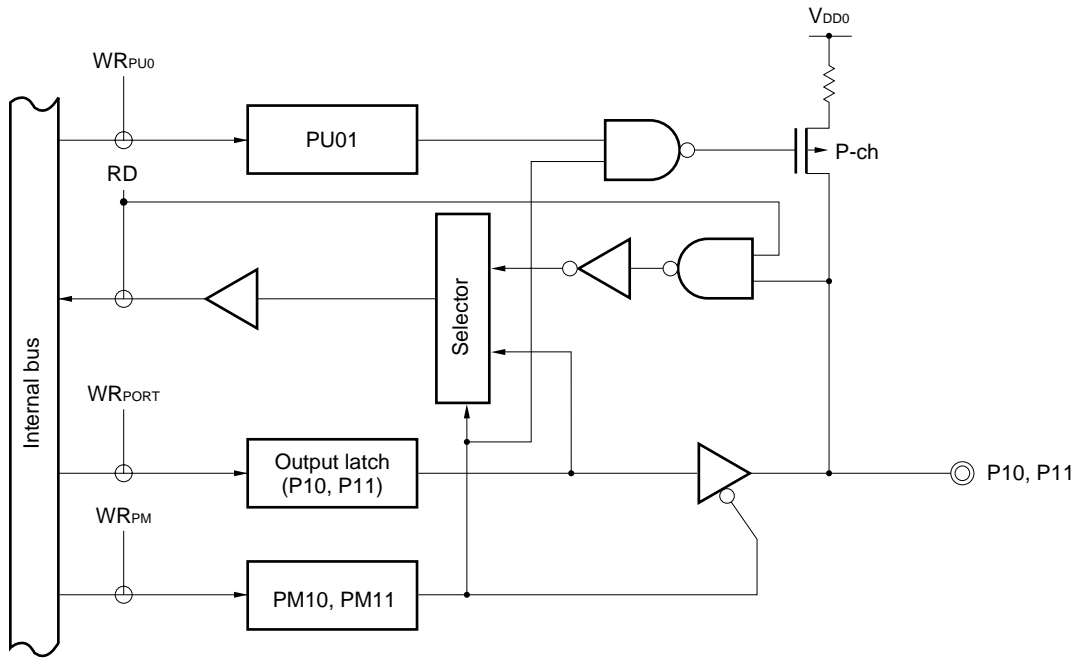 VDD0
WRPU0
PU01
P-ch
RD
Selector
Internal bus
WRPORT
Output latch
(P10, P11)
P10, P11
WRPM
PM10, PM11